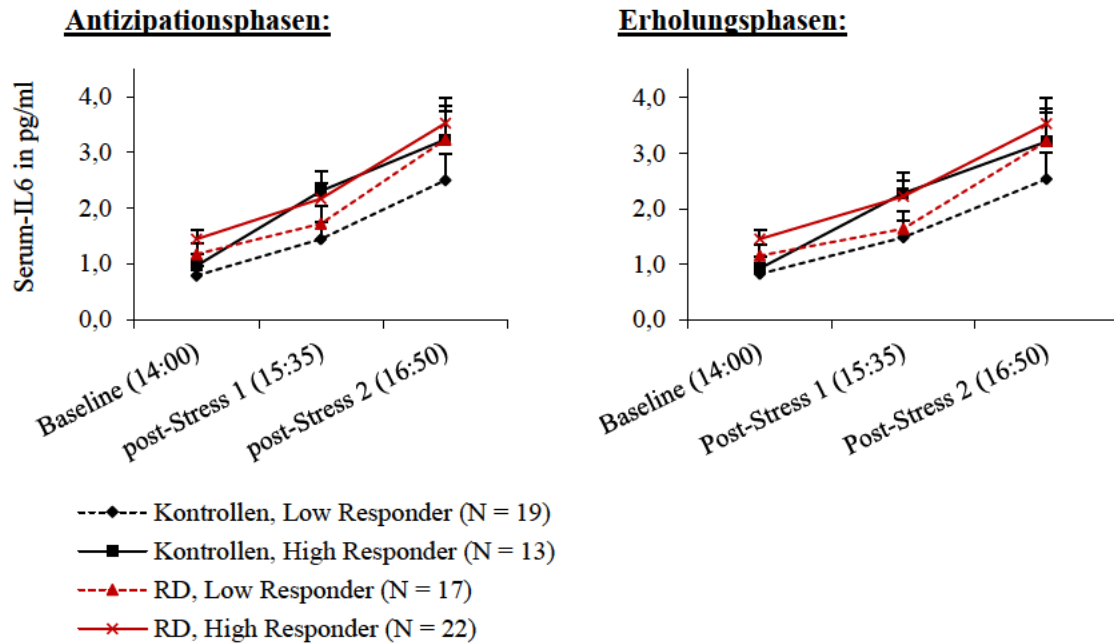 Antizipationsphasen:
Erholungsphasen:
Serum-IL6 in pg/ml
4,0
3,0
2,0
1,0
0,0
Baseline (14:00)
post-Stress 1 (15:35)
post-Stress 2 (16:50)
4,0
3,0
2,0
1,0
0,0
Baseline (14:00)
Post-Stress 1 (15:35)
Post-Stress 2 (16:50)
Kontrollen, Low Responder (N = 19)
Kontrollen, High Responder (N = 13)
RD, Low Responder (N = 17)
RD, High Responder (N = 22)